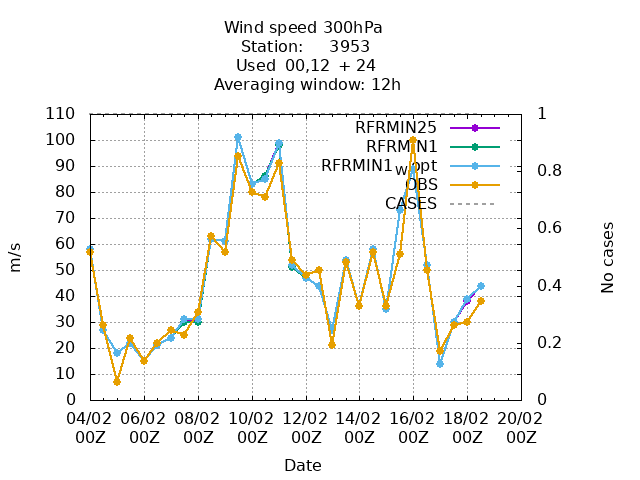 Wind speed 300hPa
Station: 3953
Used 00,12 + 24
Averaging window: 12h
110 1
100
90
80 0.8
70
60 0.6
50
40 0.4
30
20 0.2
10
0 0
RFRMIN25
RFRMIN1
RFRMIN1wopt
OBS
CASES
m/s
No cases
04/02 06/02 08/02 10/02 12/02 14/02 16/02 18/02 20/02
00Z 00Z 00Z 00Z 00Z 00Z 00Z 00Z 00Z
Date